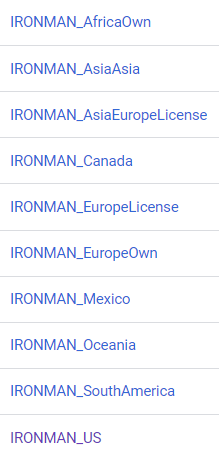 IRONMAN_AfricaOwn
IRONMAN_AsiaAsia
IRONMAN_AsiaEuropeLicense
IRONMAN_Canada
IRONMAN_EuropeLicense
IRONMAN_EuropeOwn
IRONMAN_Mexico
IRONMAN_Oceania
IRONMAN_SouthAmerica
IRONMAN_US